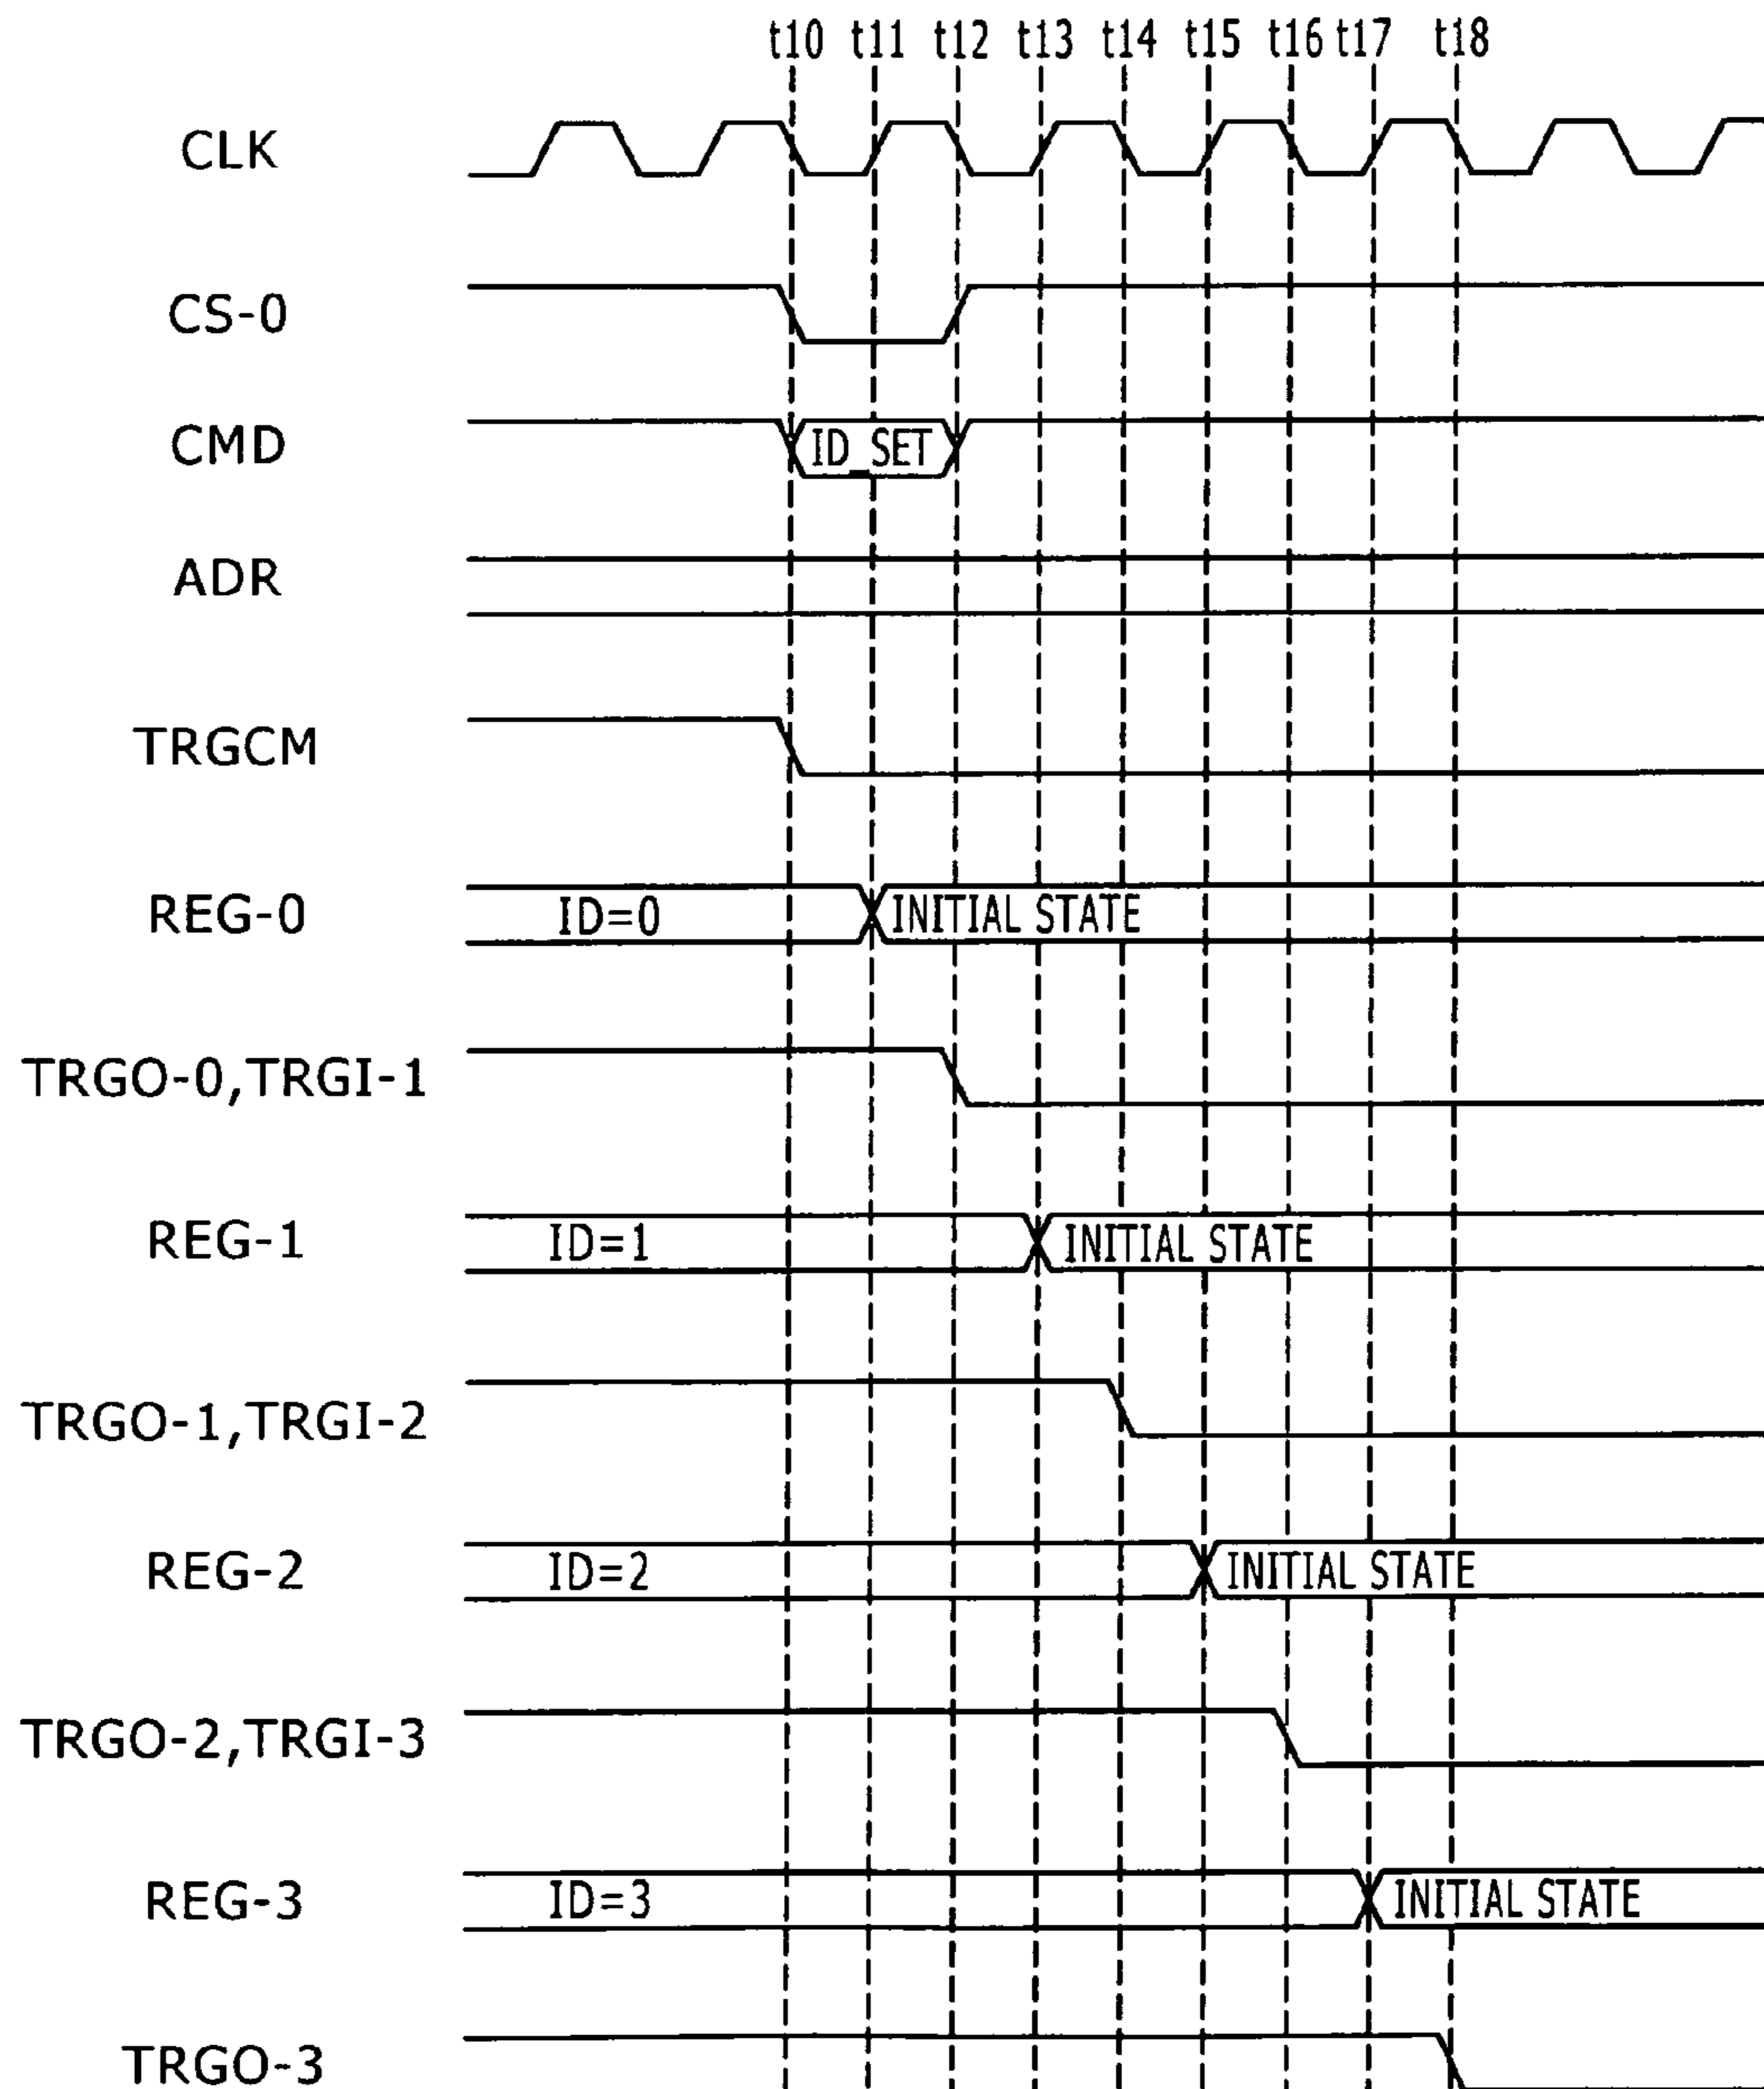 t10 t11 t12 t13 t14 t15 t16 t17 t18
CLK
CS-0
CMD ID_SET
ADR
TRGCM
REG-0 ID=0 INITIAL STATE
TRGO-0,TRGI-1
REG-1 ID=1 INITIAL STATE
TRGO-1,TRGI-2
REG-2 ID=2 INITIAL STATE
TRGO-2,TRGI-3
REG-3 ID=3 INITIAL STATE
TRGO-3